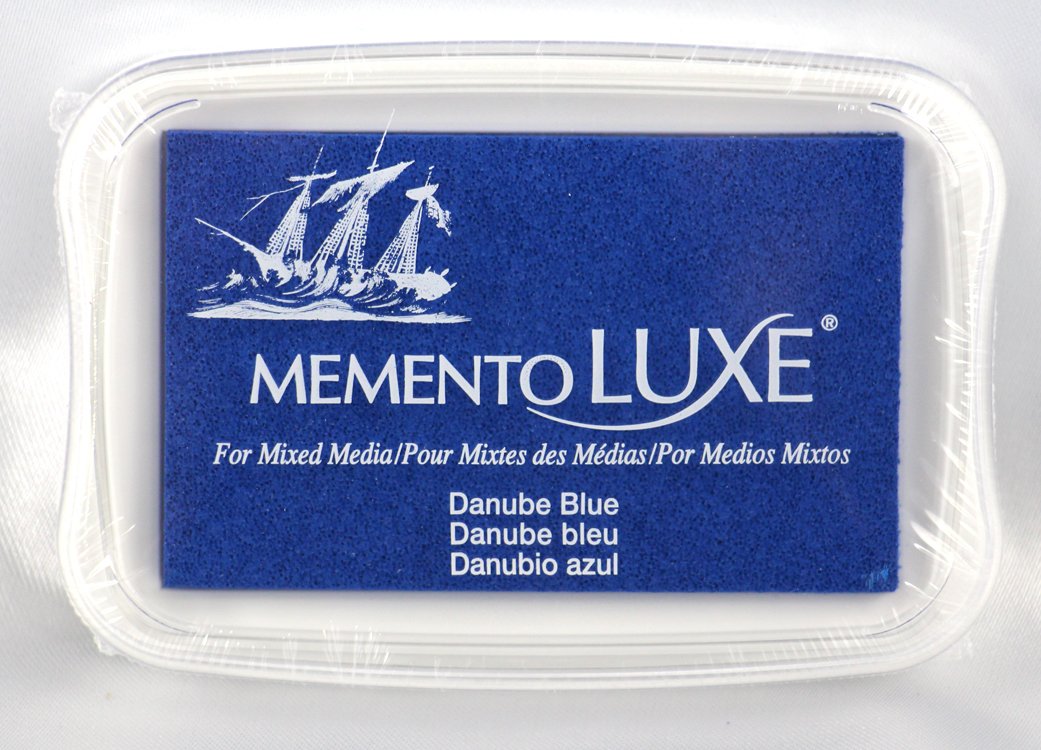 MEMENTO LUXE®
For Mixed Media/Pour Mixtes des Médias/Por Medios Mixtos
Danube Blue
Danube bleu
Danubio azul